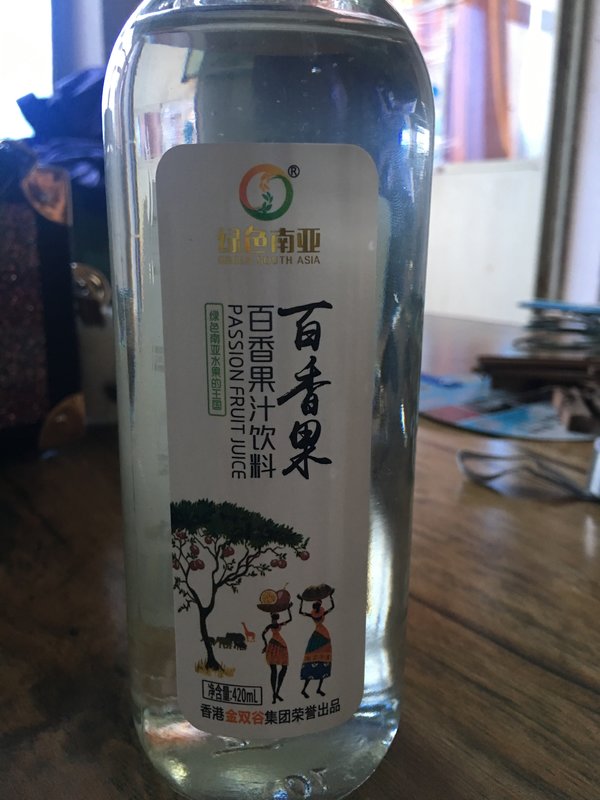 ®
绿色南亚
GREEN SOUTH ASIA
百香果
百香果汁饮料
PASSION FRUIT JUICE
绿色南亚水果的王国
净含量:420mL
香港金双谷集团荣誉出品